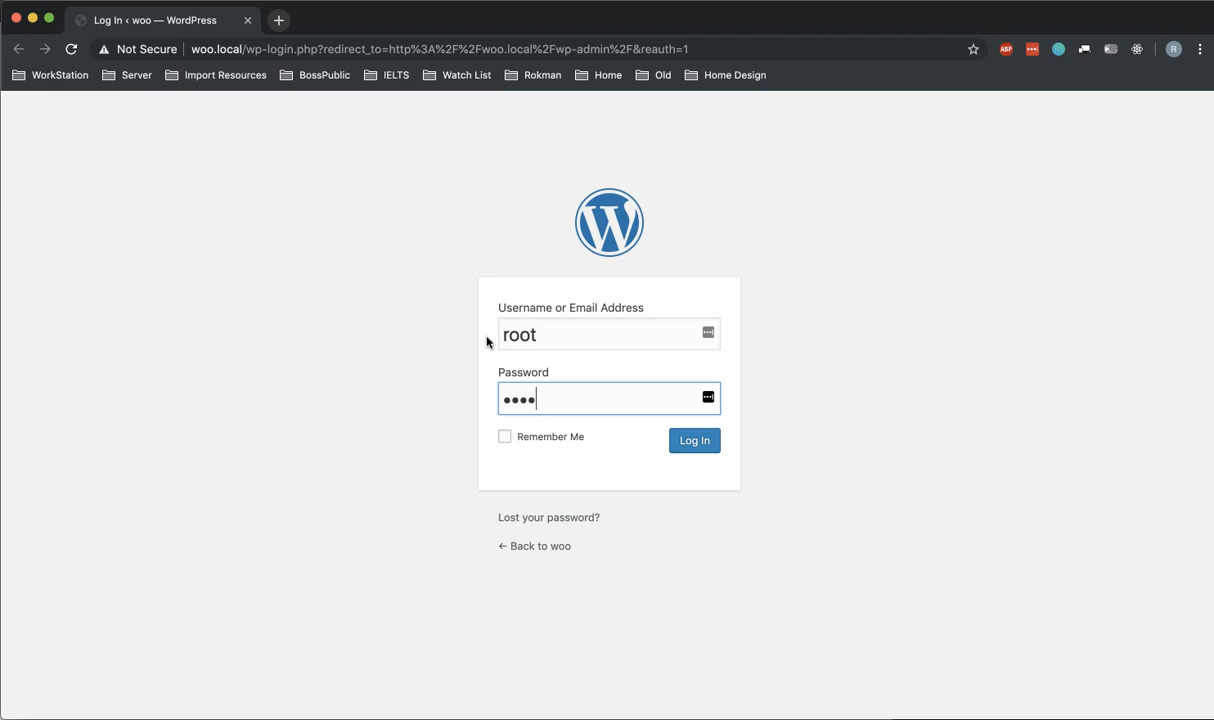 Log In ‹ woo — WordPress
Not Secure woo.local/wp-login.php?redirect_to=http%3A%2F%2Fwoo.local%2Fwp-admin%2F&reauth=1
ABP
R
WorkStation Server Import Resources BossPublic IELTS Watch List Rokman Home Old Home Design
Username or Email Address
root
Password
••••
Remember Me Log In
Lost your password?
← Back to woo